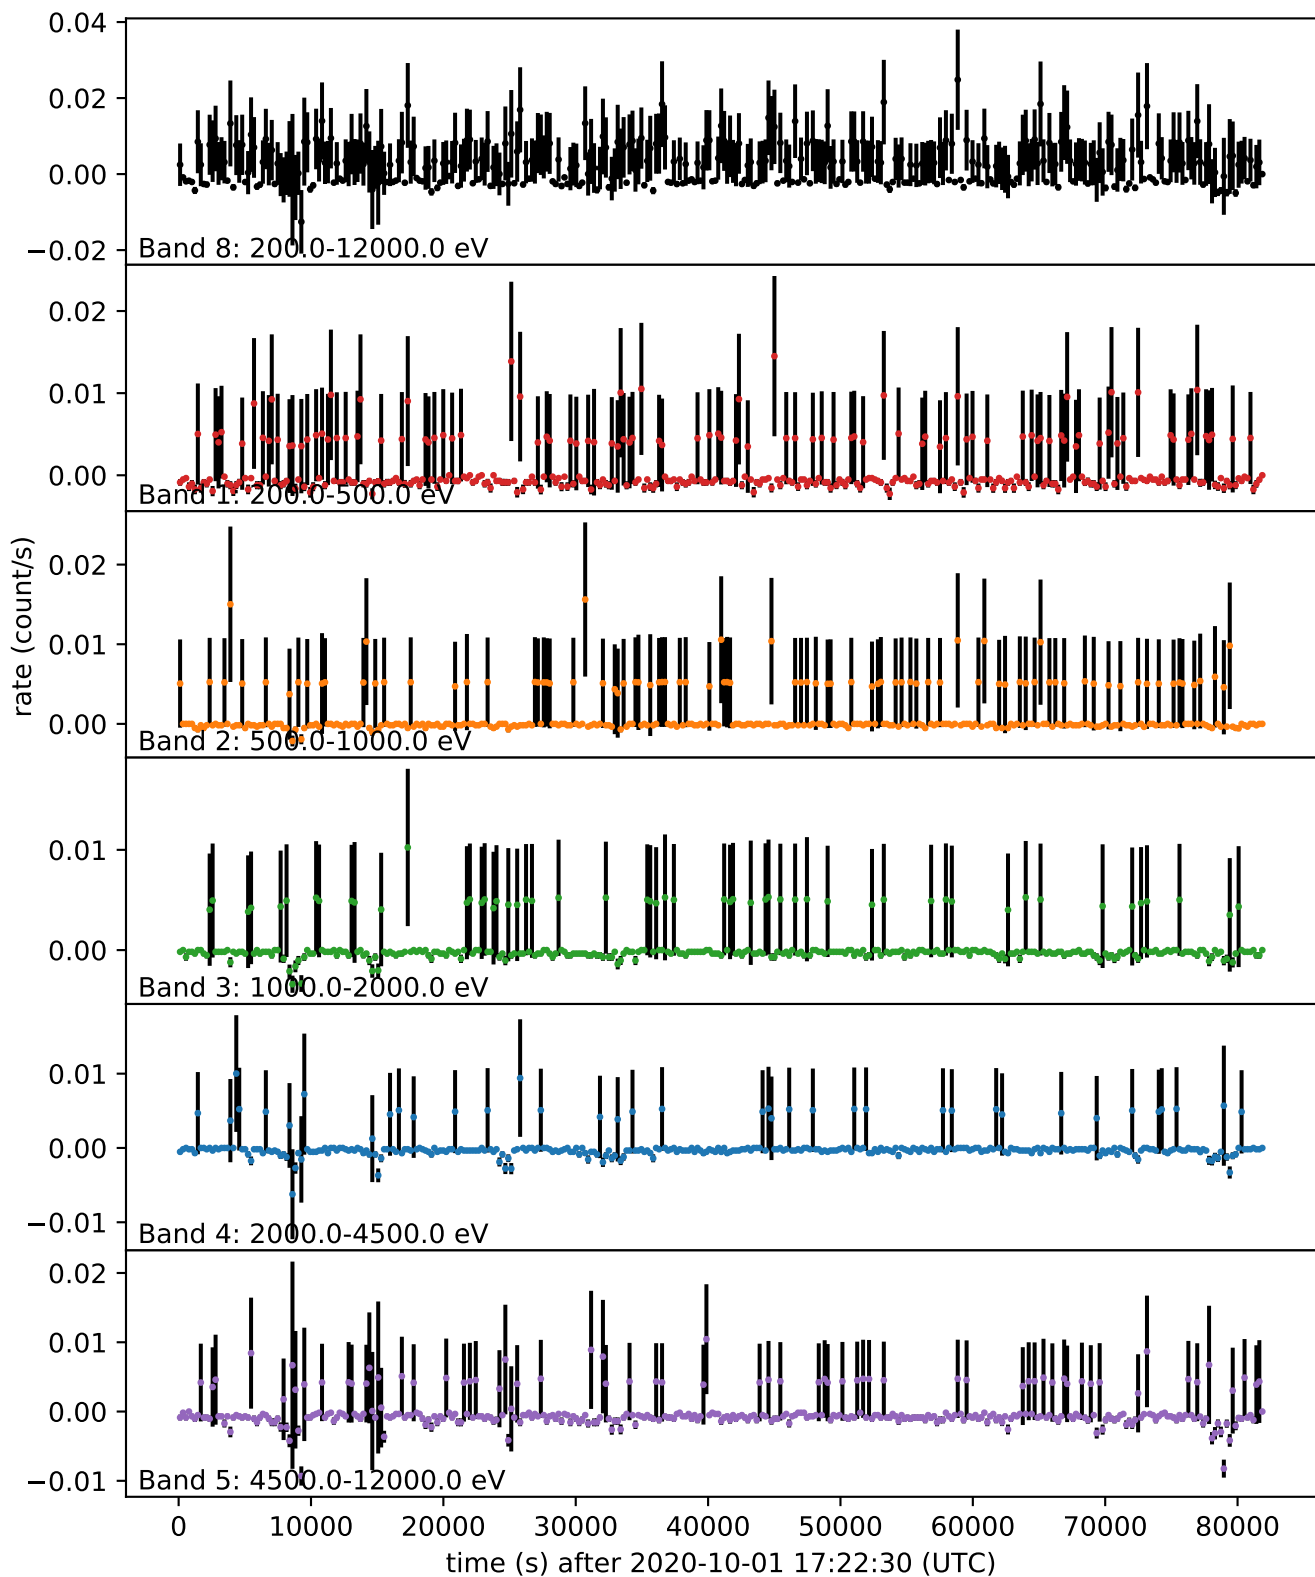 0.04
0.02
0.00
−0.02
Band 8: 200.0-12000.0 eV
0.02
0.01
0.00
Band 1: 200.0-500.0 eV
rate (count/s)
0.02
0.01
0.00
Band 2: 500.0-1000.0 eV
0.01
0.00
Band 3: 1000.0-2000.0 eV
0.01
0.00
−0.01
Band 4: 2000.0-4500.0 eV
0.02
0.01
0.00
−0.01
Band 5: 4500.0-12000.0 eV
0 10000 20000 30000 40000 50000 60000 70000 80000
time (s) after 2020-10-01 17:22:30 (UTC)